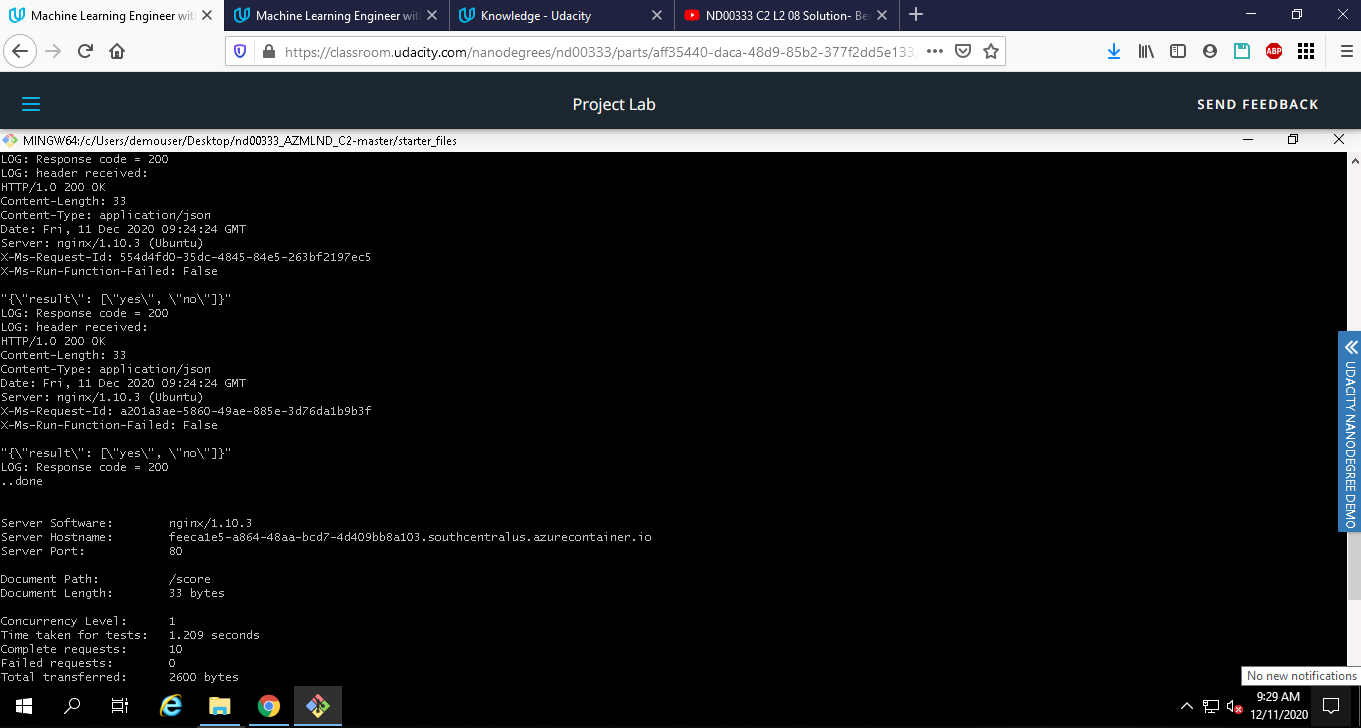 Machine Learning Engineer wit
Machine Learning Engineer wit
Knowledge - Udacity
ND00333 C2 L2 08 Solution- Be
https://classroom.udacity.com/nanodegrees/nd00333/parts/aff35440-daca-48d9-85b2-377f2dd5e133/
ABP
Project Lab
SEND FEEDBACK
MINGW64:/c/Users/demouser/Desktop/nd00333_AZMLND_C2-master/starter_files
LOG: Response code = 200
LOG: header received:
HTTP/1.0 200 OK
Content-Length: 33
Content-Type: application/json
Date: Fri, 11 Dec 2020 09:24:24 GMT
Server: nginx/1.10.3 (Ubuntu)
X-Ms-Request-Id: 554d4fd0-35dc-4845-84e5-263bf2197ec5
X-Ms-Run-Function-Failed: False
"{\"result\": [\"yes\", \"no\"]}"
LOG: Response code = 200
LOG: header received:
HTTP/1.0 200 OK
Content-Length: 33
Content-Type: application/json
Date: Fri, 11 Dec 2020 09:24:24 GMT
Server: nginx/1.10.3 (Ubuntu)
X-Ms-Request-Id: a201a3ae-5860-49ae-885e-3d76da1b9b3f
X-Ms-Run-Function-Failed: False
"{\"result\": [\"yes\", \"no\"]}"
LOG: Response code = 200
..done
Server Software: nginx/1.10.3
Server Hostname: feeca1e5-a864-48aa-bcd7-4d409bb8a103.southcentralus.azurecontainer.io
Server Port: 80
Document Path: /score
Document Length: 33 bytes
Concurrency Level: 1
Time taken for tests: 1.209 seconds
Complete requests: 10
Failed requests: 0
Total transferred: 2600 bytes
UDACITY NANODEGREE DEMO
No new notifications
9:29 AM
12/11/2020